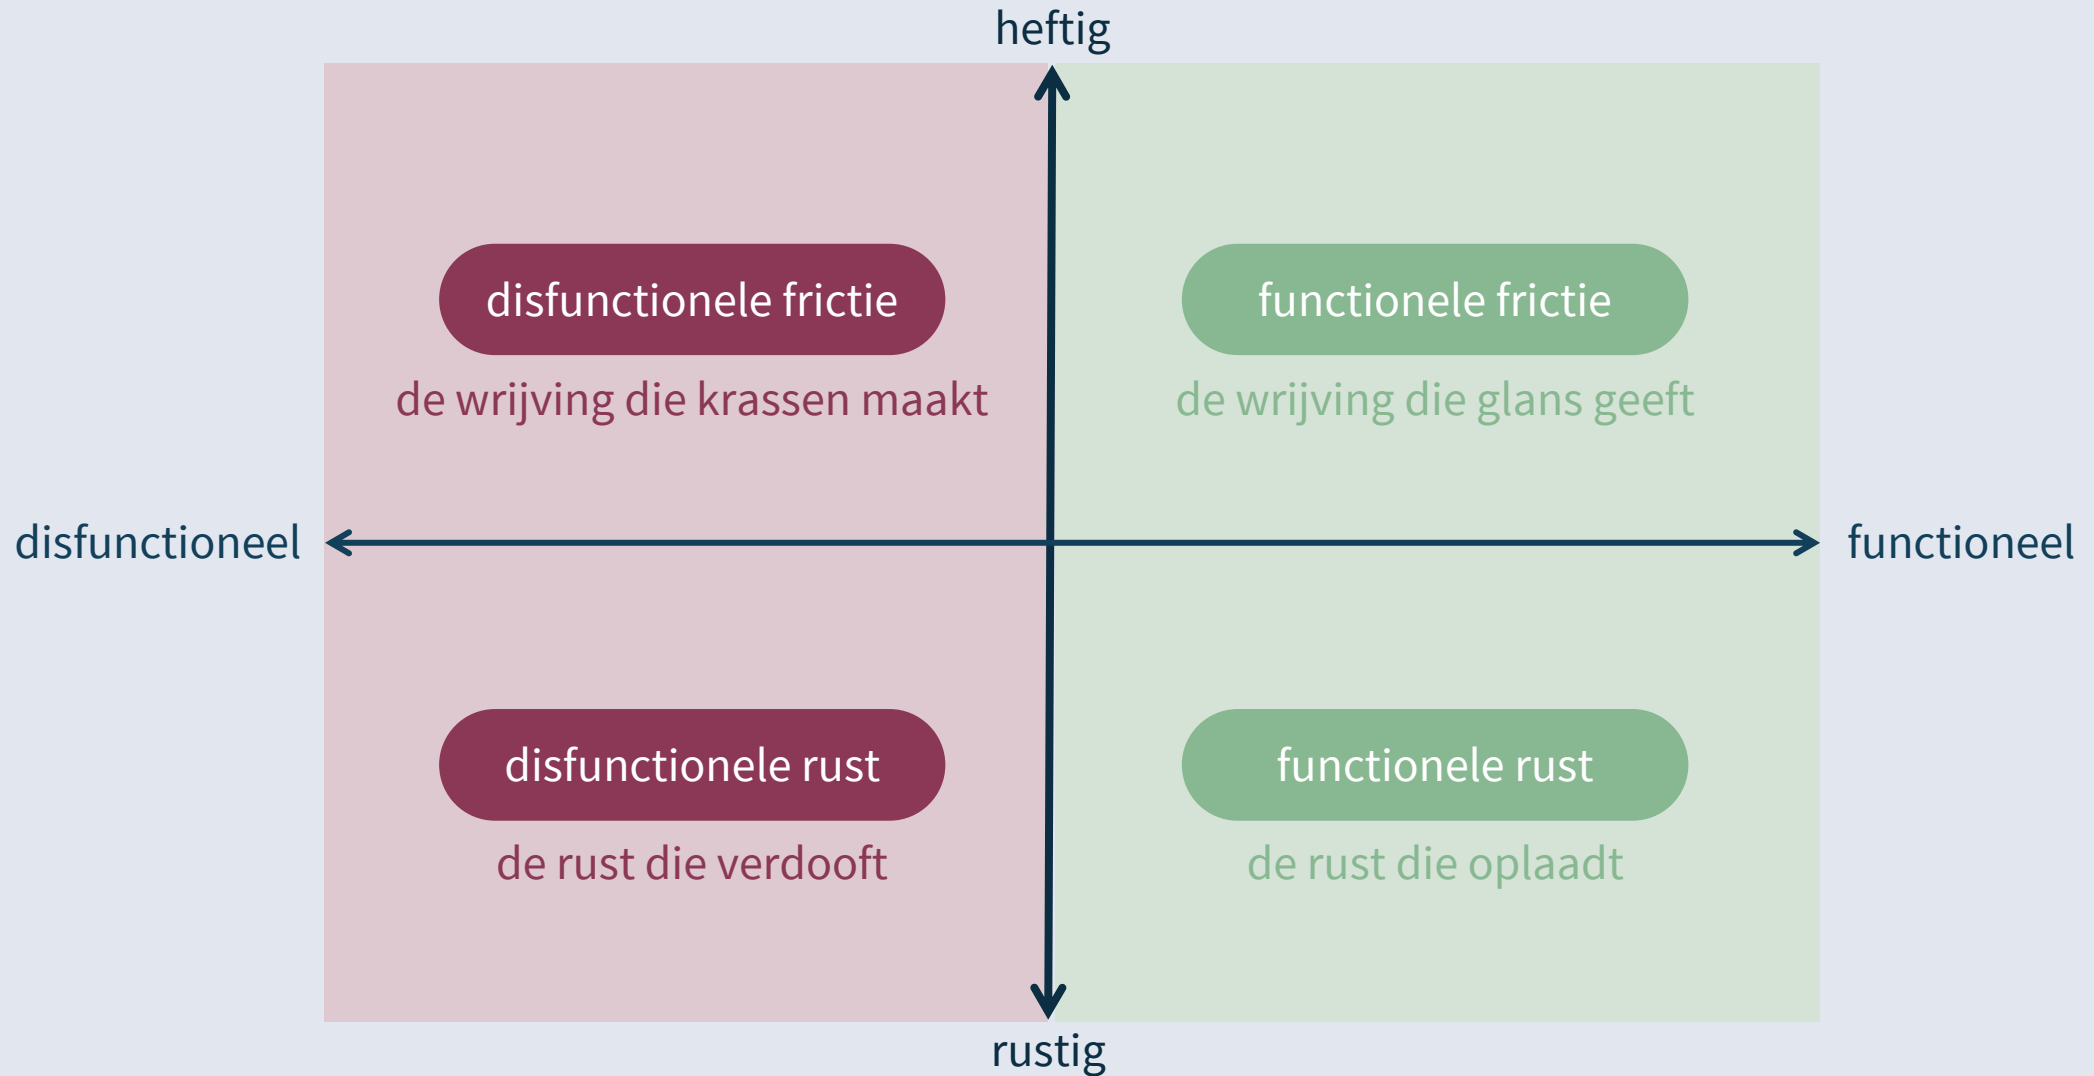 heftig
disfunctionele frictie
de wrijving die krassen maakt
functionele frictie
de wrijving die glans geeft
disfunctioneel
functioneel
disfunctionele rust
de rust die verdooft
functionele rust
de rust die oplaadt
rustig